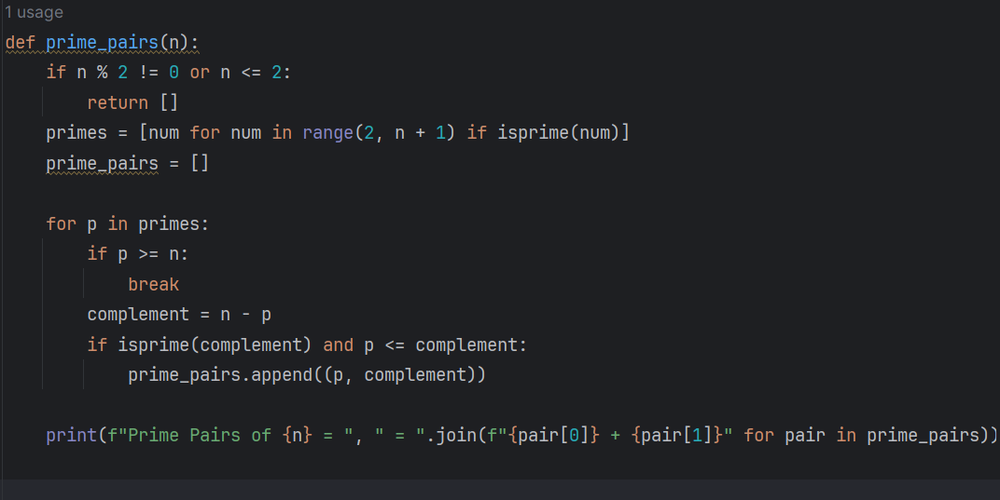 1 usage
def prime_pairs(n):
    if n % 2 != 0 or n <= 2:
        return []
    primes = [num for num in range(2, n + 1) if isprime(num)]
    prime_pairs = []
    for p in primes:
        if p >= n:
            break
        complement = n - p
        if isprime(complement) and p <= complement:
            prime_pairs.append((p, complement))
    print(f"Prime Pairs of {n} = ", " = ".join(f"{pair[0]} + {pair[1]}" for pair in prime_pairs))